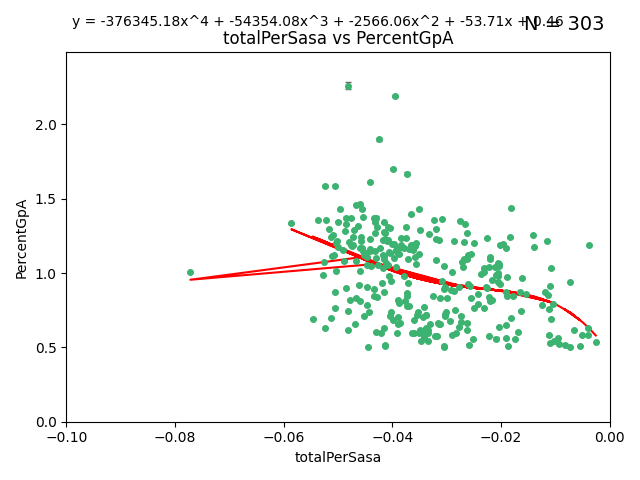 y = -376345.18x^4 + -54354.08x^3 + -2566.06x^2 + -53.71x + 0.46
N = 303
totalPerSasa vs PercentGpA
PercentGpA
2.0
1.5
1.0
0.5
0.0
−0.10 −0.08 −0.06 −0.04 −0.02 0.00
totalPerSasa